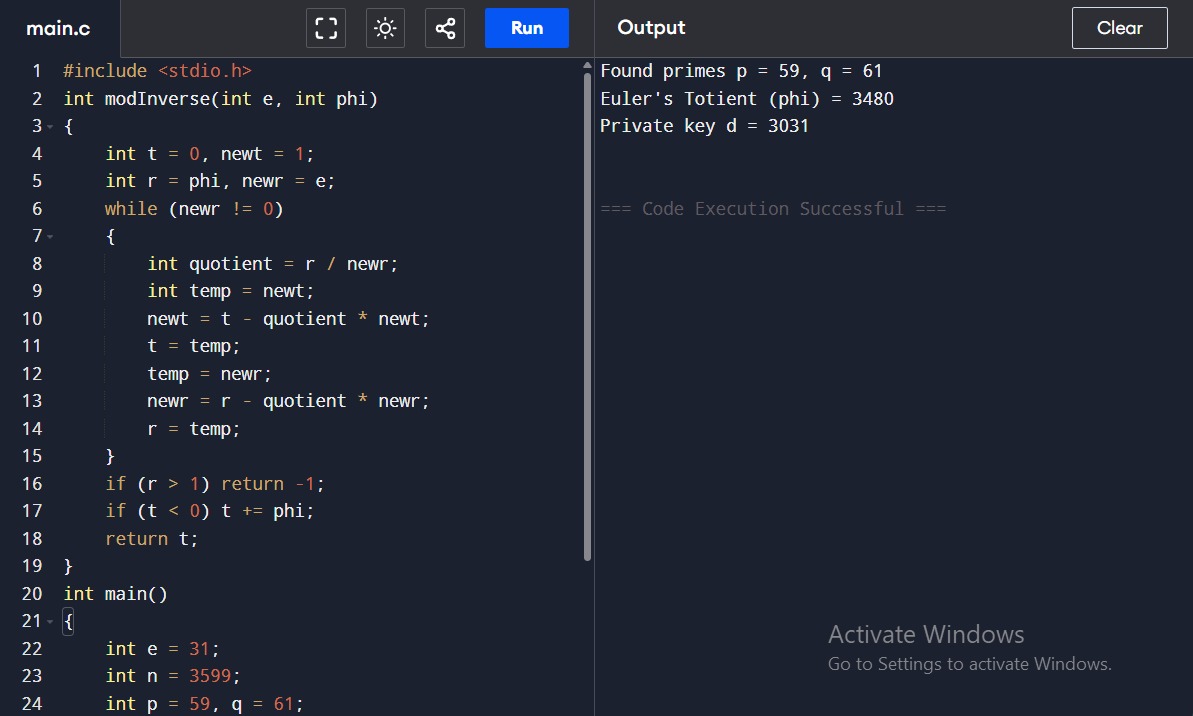 main.c
Run
Output
Clear
1 #include <stdio.h>
2 int modInverse(int e, int phi)
3 {
4     int t = 0, newt = 1;
5     int r = phi, newr = e;
6     while (newr != 0)
7     {
8         int quotient = r / newr;
9         int temp = newt;
10         newt = t - quotient * newt;
11         t = temp;
12         temp = newr;
13         newr = r - quotient * newr;
14         r = temp;
15     }
16     if (r > 1) return -1;
17     if (t < 0) t += phi;
18     return t;
19 }
20 int main()
21 {
22     int e = 31;
23     int n = 3599;
24     int p = 59, q = 61;
Found primes p = 59, q = 61
Euler's Totient (phi) = 3480
Private key d = 3031
=== Code Execution Successful ===
Activate Windows
Go to Settings to activate Windows.